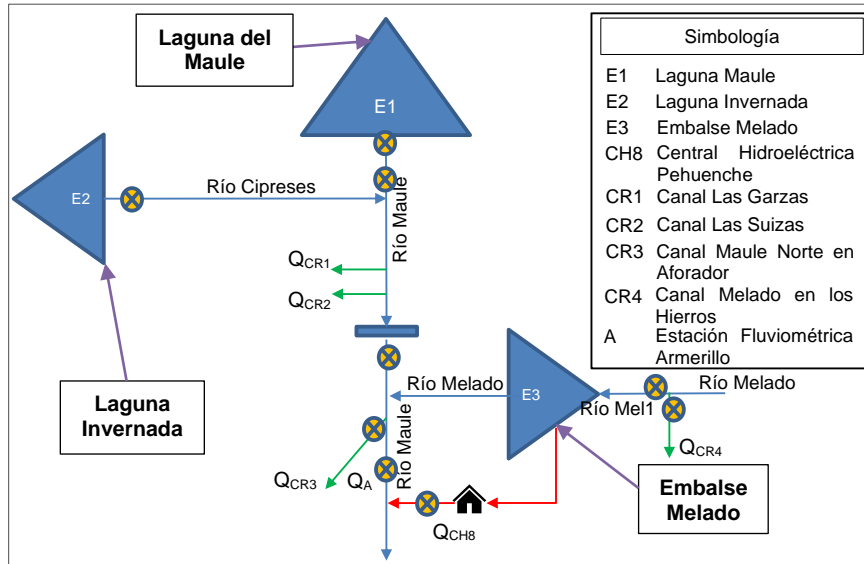 Laguna del
Maule
E1
E2
Río Cipreses
Río Maule
QCR1
QCR2
Laguna
Invernada
Río Melado
E3
Río Melado
Río Mel1
QCR4
Río Maule
QCR3
QA
QCH8
Embalse
Melado
Simbología
E1 Laguna Maule
E2 Laguna Invernada
E3 Embalse Melado
CH8 Central Hidroeléctrica
Pehuenche
CR1 Canal Las Garzas
CR2 Canal Las Suizas
CR3 Canal Maule Norte en
Aforador
CR4 Canal Melado en los
Hierros
A Estación Fluviométrica
Armerillo